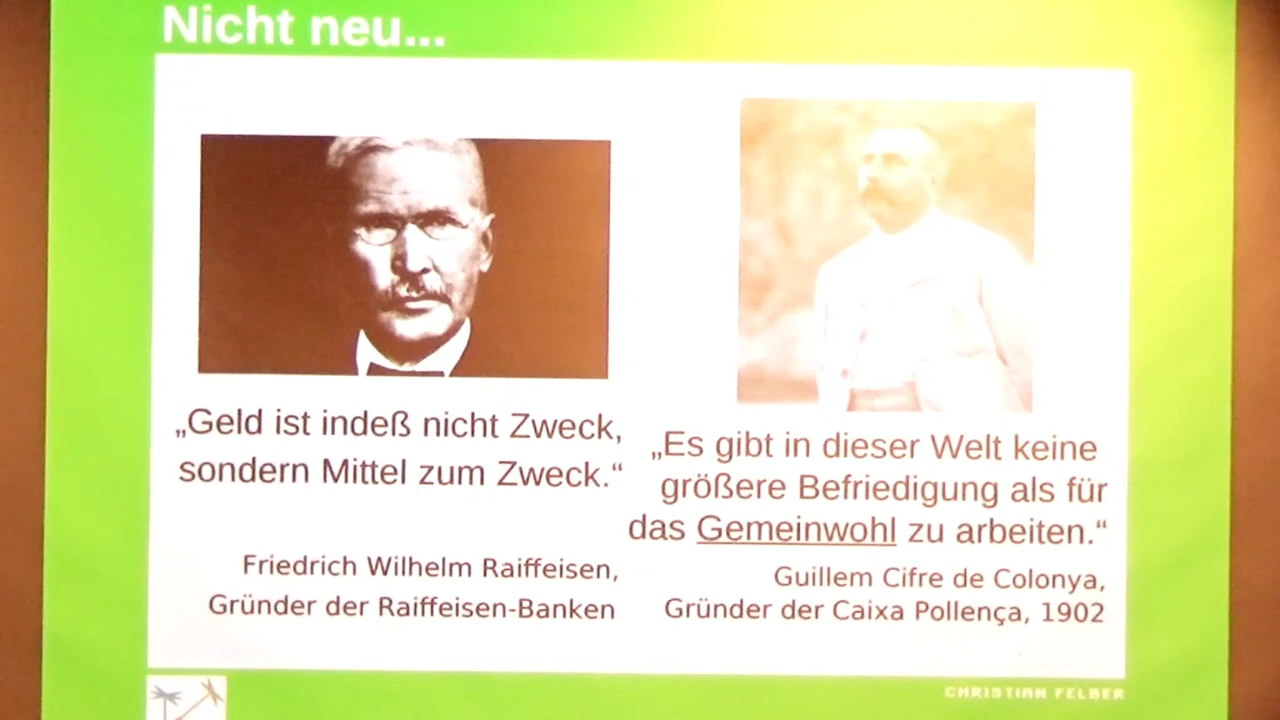 Nicht neu...
„Geld ist indeß nicht Zweck,
sondern Mittel zum Zweck.“
Friedrich Wilhelm Raiffeisen,
Gründer der Raiffeisen-Banken
„Es gibt in dieser Welt keine
größere Befriedigung als für
das Gemeinwohl zu arbeiten.“
Guillem Cifre de Colonya,
Gründer der Caixa Pollença, 1902
CHRISTIAN FELBER